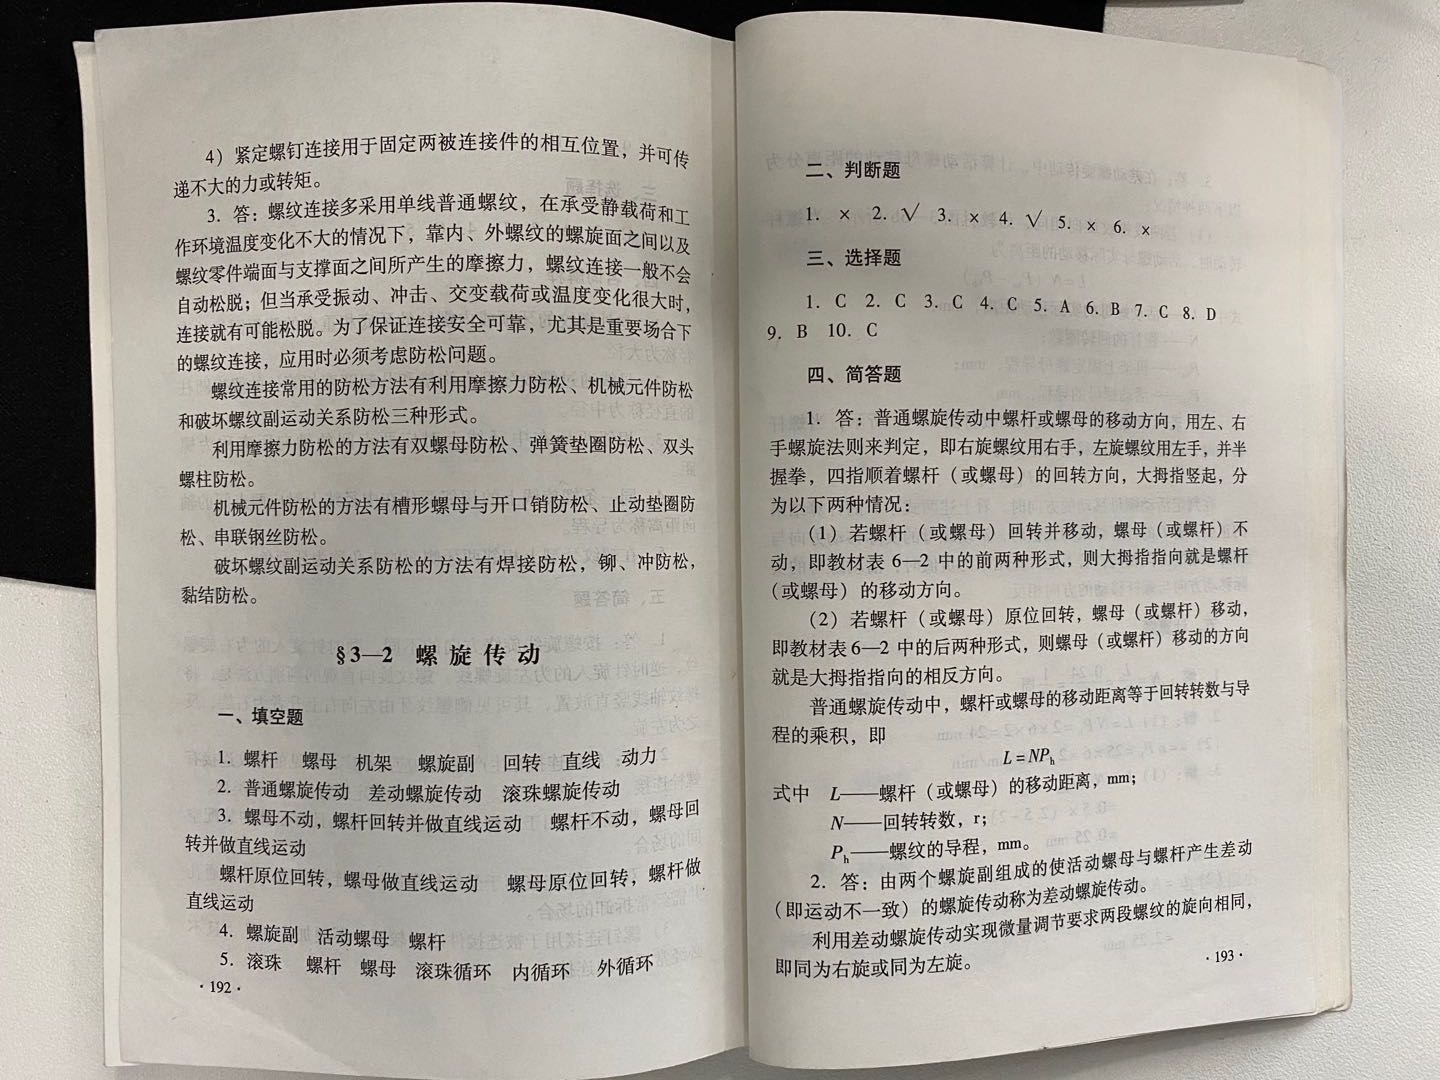 4）紧定螺钉连接用于固定两被连接件的相互位置，并可传
递不大的力或转矩。
3．答：螺纹连接多采用单线普通螺纹，在承受静载荷和工
作环境温度变化不大的情况下，靠内、外螺纹的螺旋面之间以及
螺纹零件端面与支撑面之间所产生的摩擦力，螺纹连接一般不会
自动松脱；但当承受振动、冲击、交变载荷或温度变化很大时，
连接就有可能松脱。为了保证连接安全可靠，尤其是重要场合下
的螺纹连接，应用时必须考虑防松问题。
螺纹连接常用的防松方法有利用摩擦力防松、机械元件防松
和破坏螺纹副运动关系防松三种形式。
利用摩擦力防松的方法有双螺母防松、弹簧垫圈防松、双头
螺柱防松。
机械元件防松的方法有槽形螺母与开口销防松、止动垫圈防
松、串联钢丝防松。
破坏螺纹副运动关系防松的方法有焊接防松，铆、冲防松，
黏结防松。
§3—2 螺旋传动
一、填空题
1．螺杆 螺母 机架 螺旋副 回转 直线 动力
2．普通螺旋传动 差动螺旋传动 滚珠螺旋传动
3．螺母不动，螺杆回转并做直线运动 螺杆不动，螺母回
转并做直线运动
螺杆原位回转，螺母做直线运动 螺母原位回转，螺杆做
直线运动
4．螺旋副 活动螺母 螺杆
5．滚珠 螺杆 螺母 滚珠循环 内循环 外循环
· 192 ·
二、判断题
1．× 2．√ 3．× 4．√ 5．× 6．×
三、选择题
1．C 2．C 3．C 4．C 5．A 6．B 7．C 8．D
9．B 10．C
四、简答题
1．答：普通螺旋传动中螺杆或螺母的移动方向，用左、右
手螺旋法则来判定，即右旋螺纹用右手，左旋螺纹用左手，并半
握拳，四指顺着螺杆（或螺母）的回转方向，大拇指竖起，分
为以下两种情况：
（1）若螺杆（或螺母）回转并移动，螺母（或螺杆）不
动，即教材表 6—2 中的前两种形式，则大拇指指向就是螺杆
（或螺母）的移动方向。
（2）若螺杆（或螺母）原位回转，螺母（或螺杆）移动，
即教材表 6—2 中的后两种形式，则螺母（或螺杆）移动的方向
就是大拇指指向的相反方向。
普通螺旋传动中，螺杆或螺母的移动距离等于回转转数与导
程的乘积，即
L = NPh
式中 L——螺杆（或螺母）的移动距离，mm；
N——回转转数，r；
Ph——螺纹的导程，mm。
2．答：由两个螺旋副组成的使活动螺母与螺杆产生差动
（即运动不一致）的螺旋传动称为差动螺旋传动。
利用差动螺旋传动实现微量调节要求两段螺纹的旋向相同，
即同为右旋或同为左旋。
· 193 ·